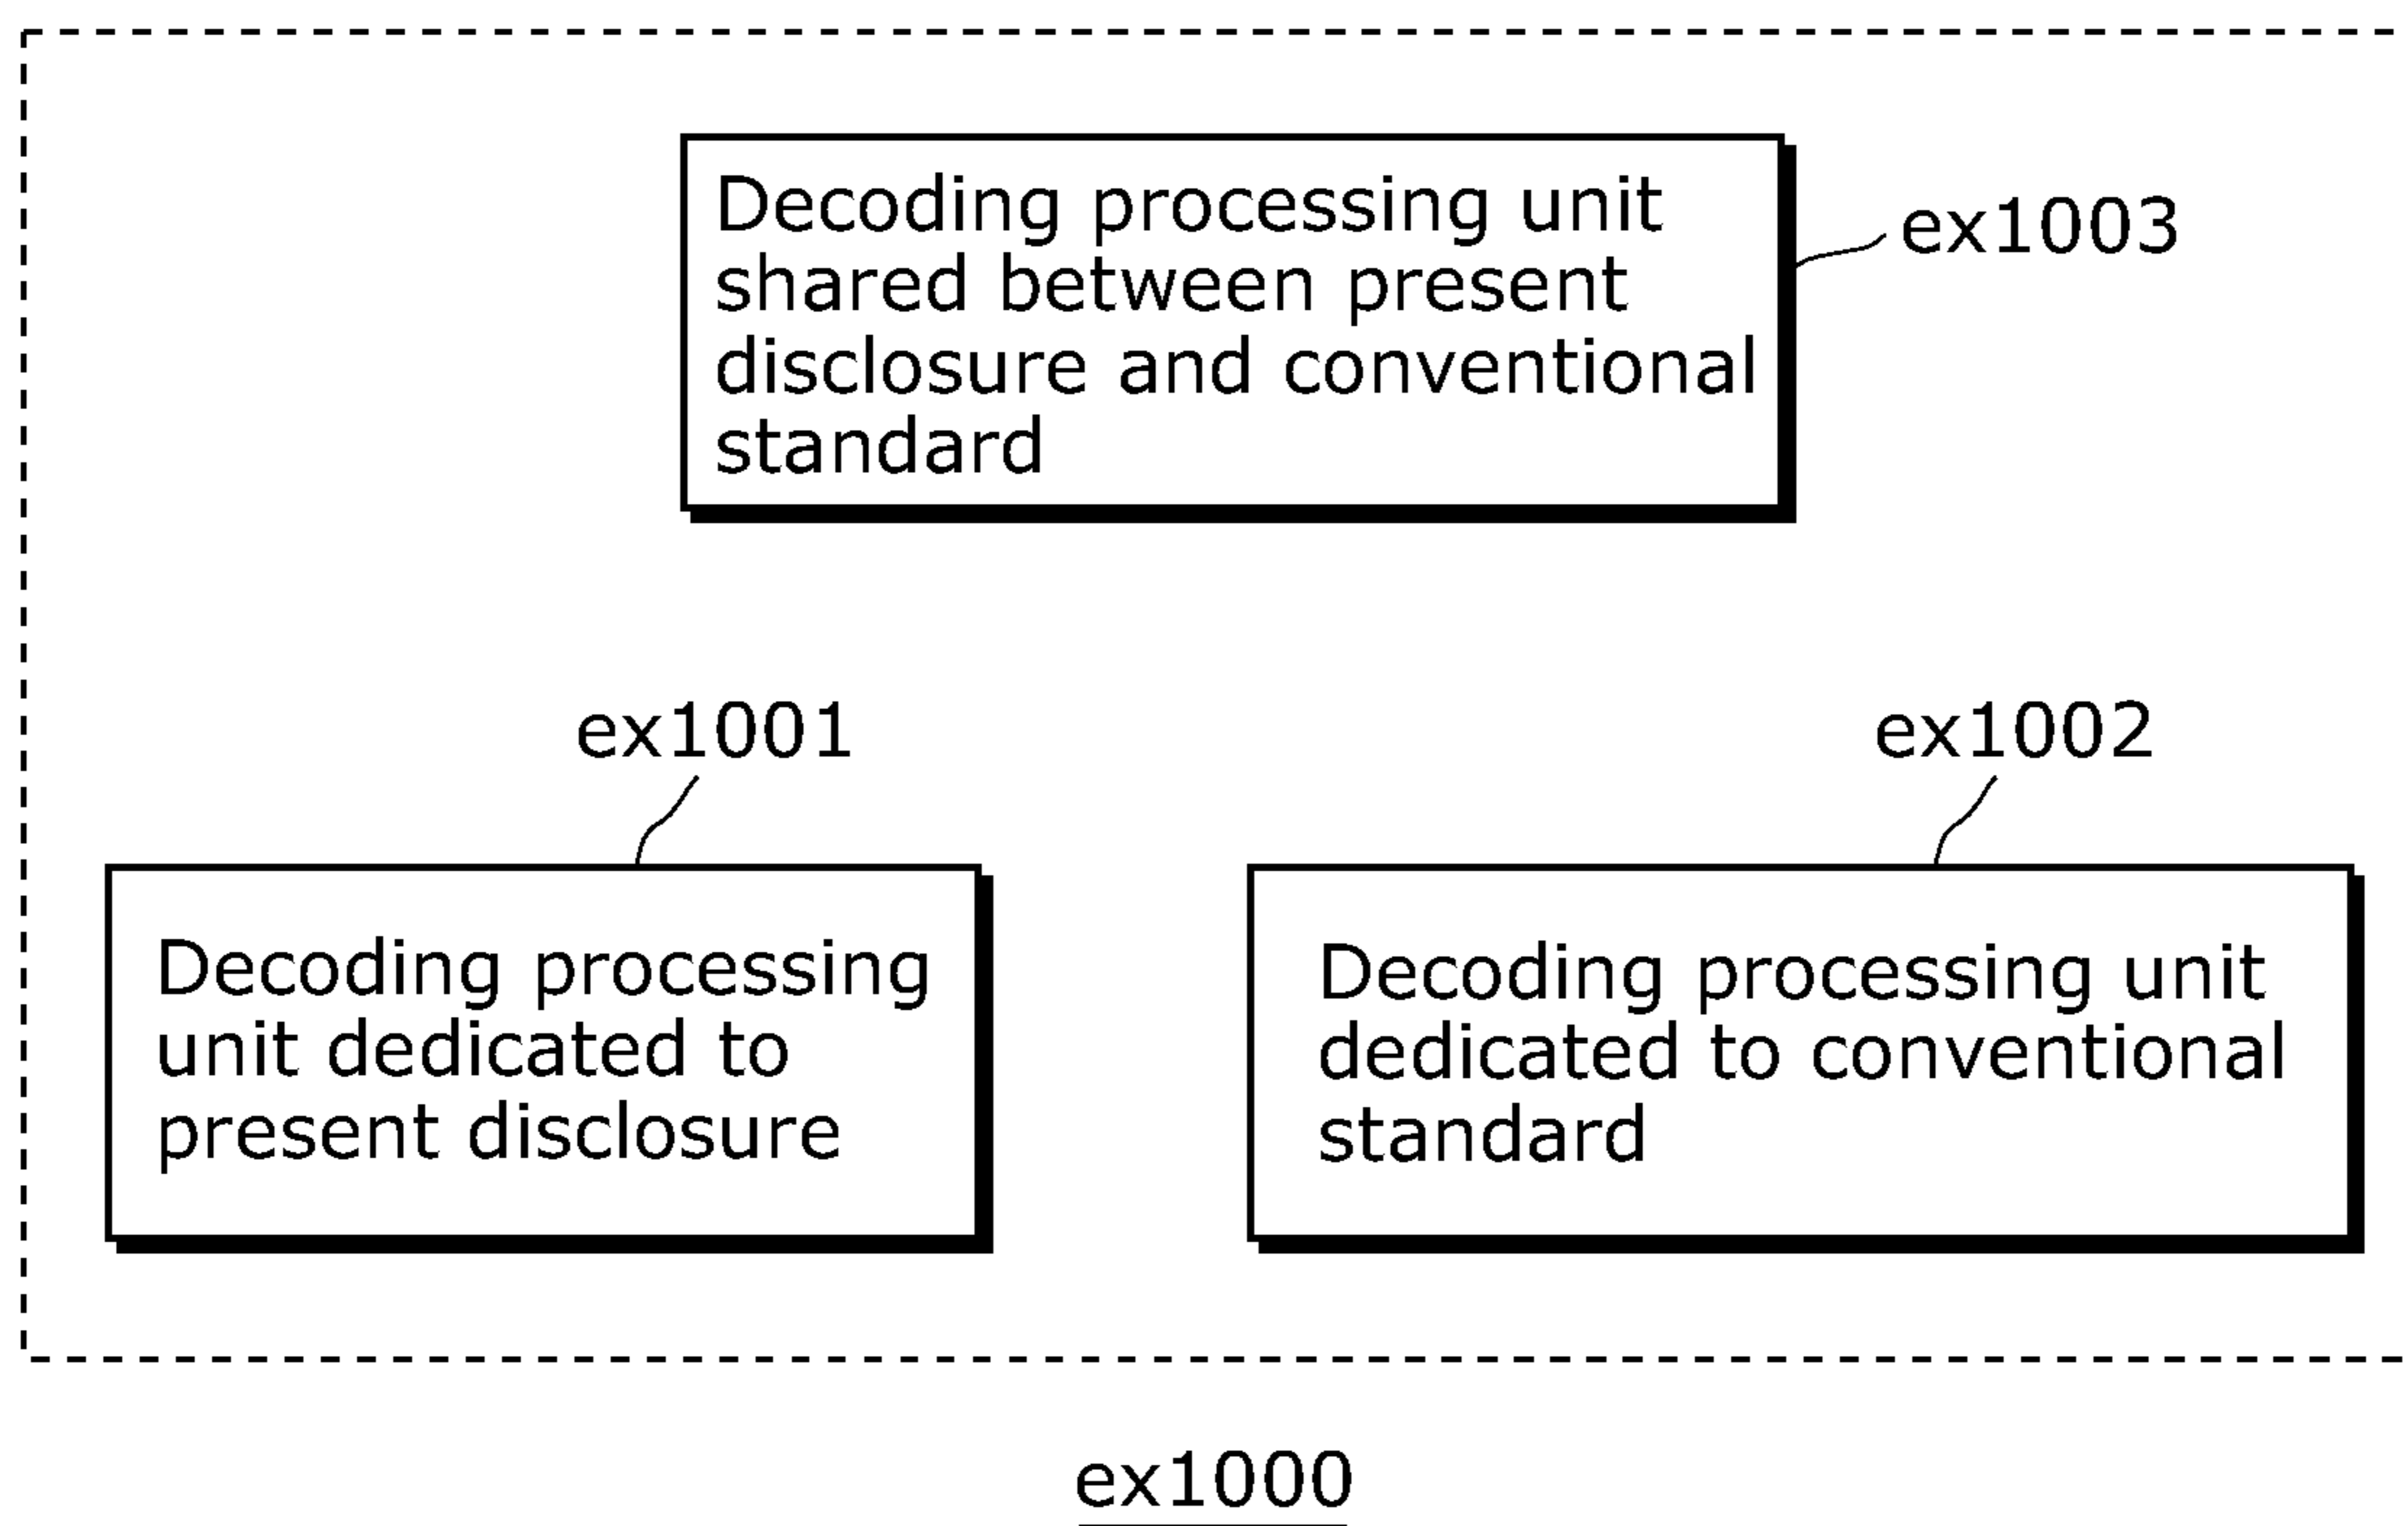 Decoding processing unit
shared between present
disclosure and conventional
standard
ex1003
ex1001
ex1002
Decoding processing
unit dedicated to
present disclosure
Decoding processing unit
dedicated to conventional
standard
ex1000